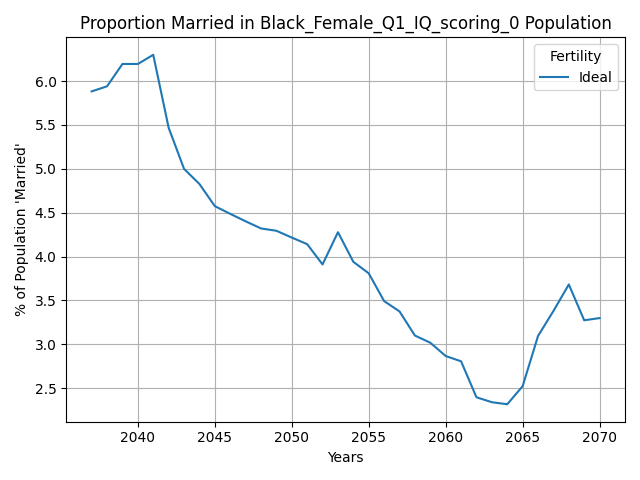 Proportion Married in Black_Female_Q1_IQ_scoring_0 Population
Fertility
Ideal
% of Population 'Married'
6.0
5.5
5.0
4.5
4.0
3.5
3.0
2.5
2040 2045 2050 2055 2060 2065 2070
Years